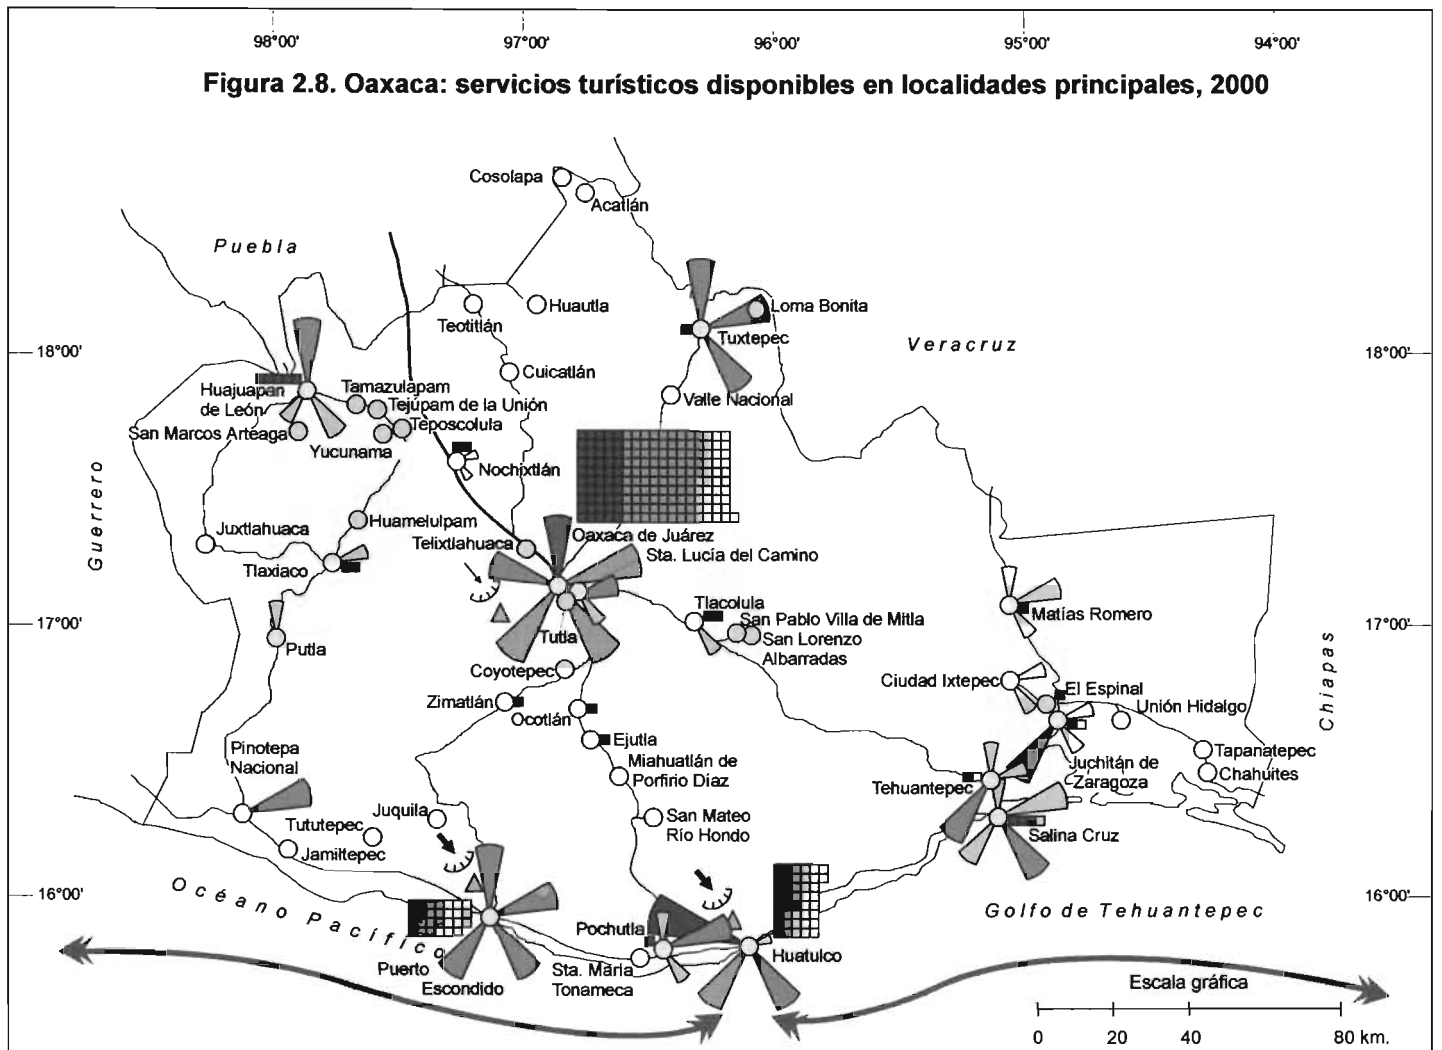 98°00'
97°00'
96°00'
95°00'
94°00'
Figura 2.8. Oaxaca: servicios turísticos disponibles en localidades principales, 2000
Cosolapa
Acatlán
Puebla
Teotitlán
Huautla
Loma Bonita
Tuxtepec
Veracruz
18°00'
18°00'
Cuicatlán
Valle Nacional
Huajuapan
de León
Tamazulapam
Tejúpam de la Unión
Teposcolula
San Marcos Arteaga
Yucunama
Nochixtlán
Guerrero
Juxtlahuaca
Huamelulpam
Telixtlahuaca
Oaxaca de Juárez
Sta. Lucía del Camino
Tlaxiaco
Tlacolula
San Pablo Villa de Mitla
San Lorenzo
Albarradas
Matías Romero
17°00'
17°00'
Putla
Tutla
Coyotepec
Zimatlán
Ocotlán
Ejutla
Ciudad Ixtepec
El Espinal
Unión Hidalgo
Chiapas
Miahuatlán de
Porfirio Díaz
Juchitán de
Zaragoza
Tapanatepec
Chahuites
Tehuantepec
Pinotepa
Nacional
Juquila
Tututepec
Jamiltepec
San Mateo
Río Hondo
Salina Cruz
16°00'
16°00'
Océano Pacífico
Golfo de Tehuantepec
Pochutla
Huatulco
Puerto
Escondido
Sta. María
Tonameca
Escala gráfica
0 20 40 80 km.